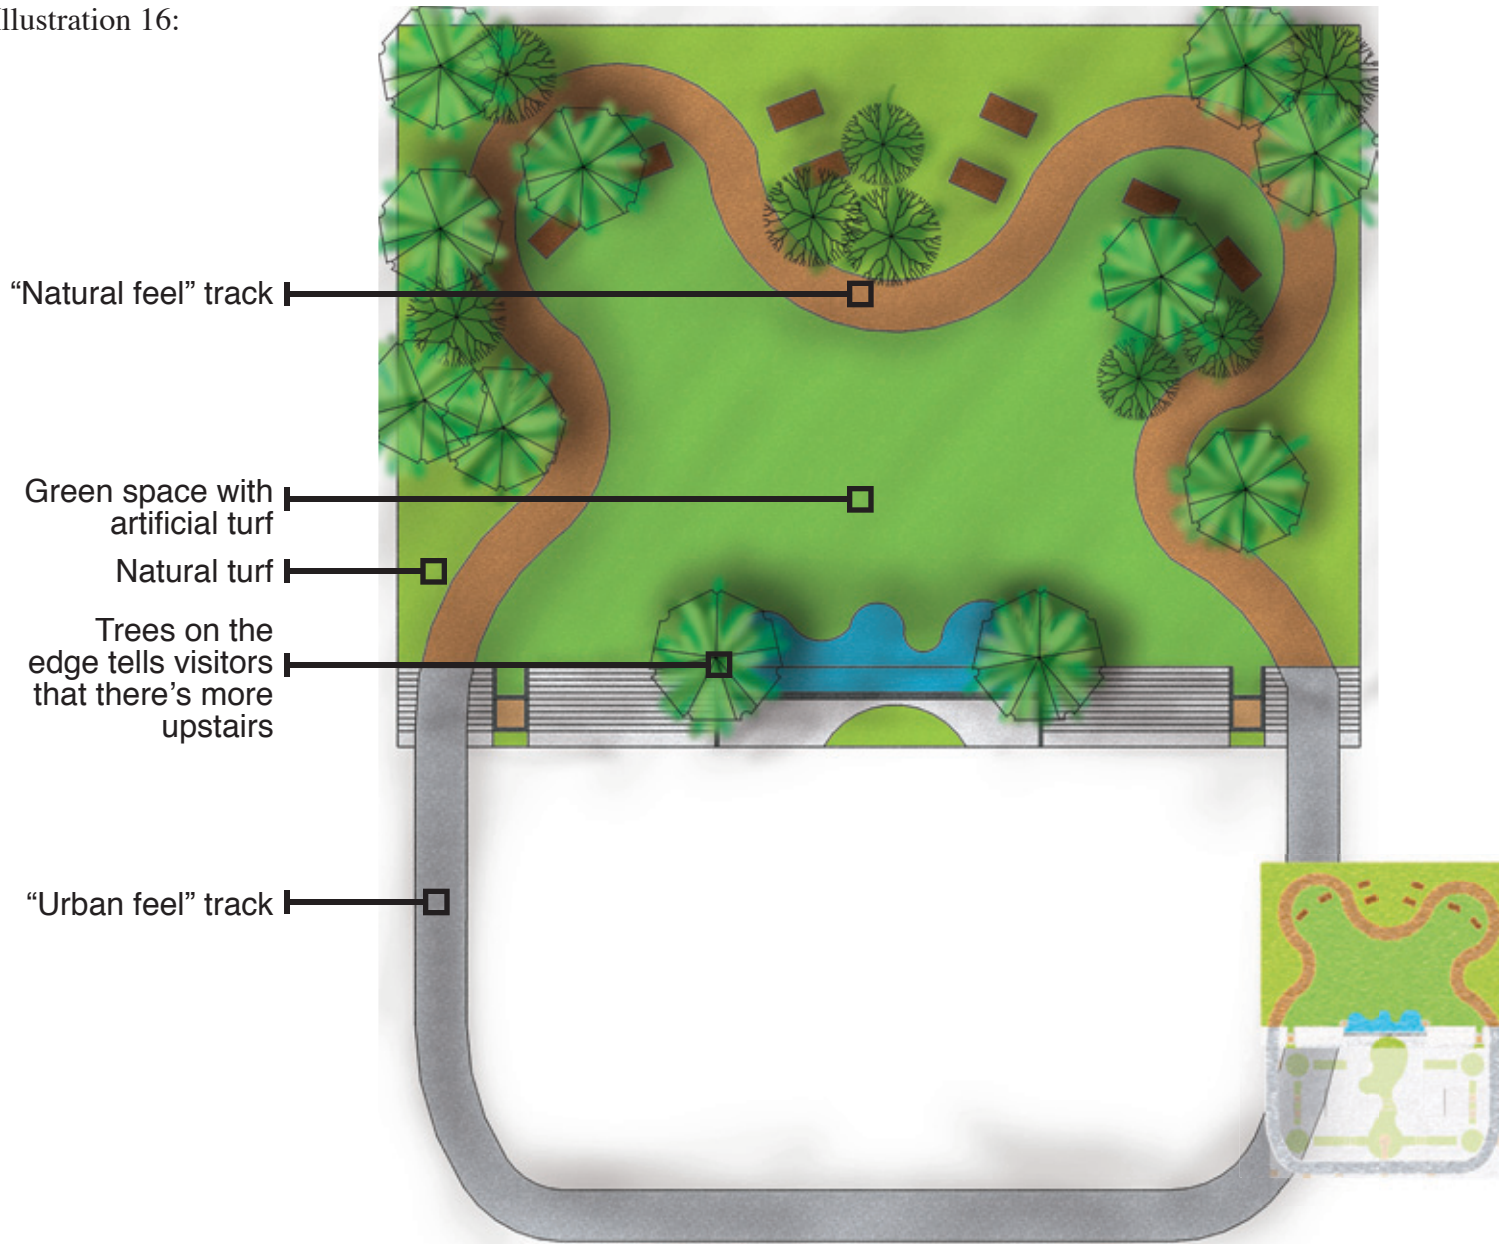 llustration 16:
“Natural feel” track
Green space with
artificial turf
Natural turf
Trees on the
edge tells visitors
that there’s more
upstairs
“Urban feel” track